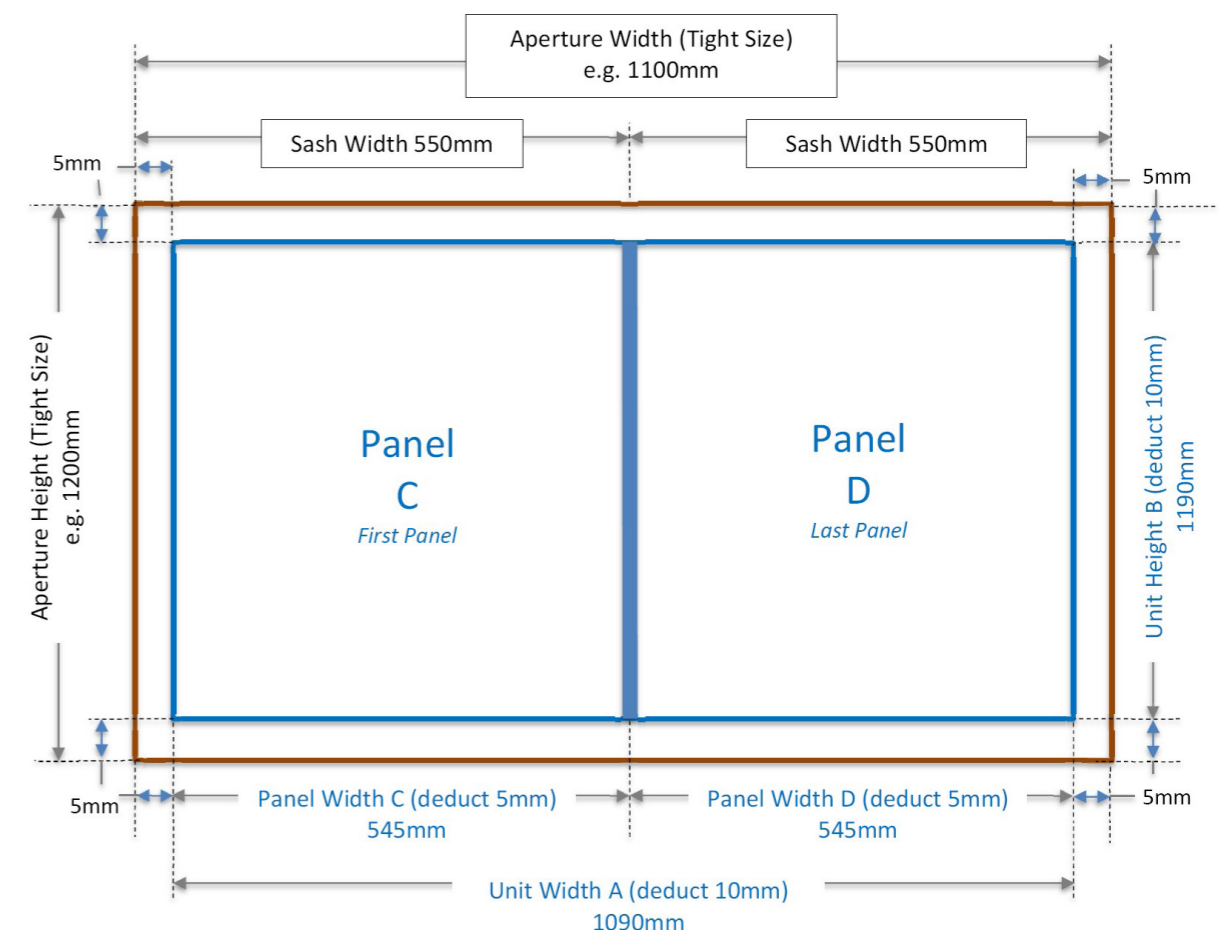 Aperture Width (Tight Size)
e.g. 1100mm
Sash Width 550mm
Sash Width 550mm
5mm
5mm
Aperture Height (Tight Size)
e.g. 1200mm
Panel
C
First Panel
Panel
D
Last Panel
Unit Height B (deduct 10mm)
1190mm
5mm
Panel Width C (deduct 5mm)
545mm
Panel Width D (deduct 5mm)
545mm
5mm
Unit Width A (deduct 10mm)
1090mm